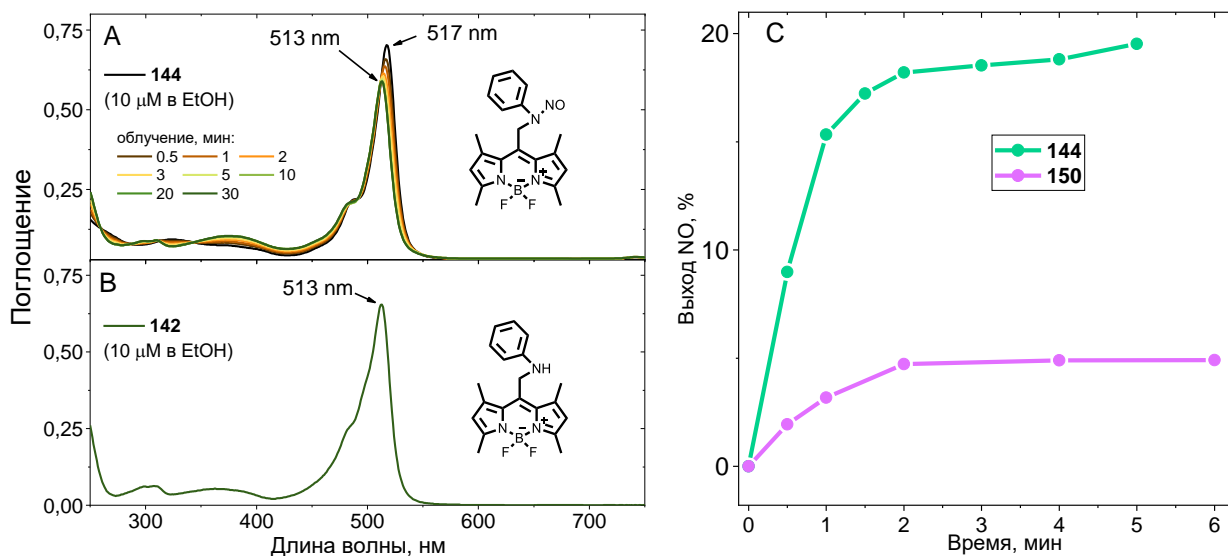 A
0,75
513 nm
517 nm
144
(10 μM в EtOH)
облучение, мин:
0.5 1 2
3 5 10
20 30
0,50
0,25
Поглощение
NO
N
N
B
N
+
-
F F
B
0,75
513 nm
142
(10 μM в EtOH)
0,50
0,25
0,00
NH
N
B
N
+
-
F F
300 400 500 600 700
Длина волны, нм
C
20
10
0
Выход NO, %
144
150
0 1 2 3 4 5 6
Время, мин